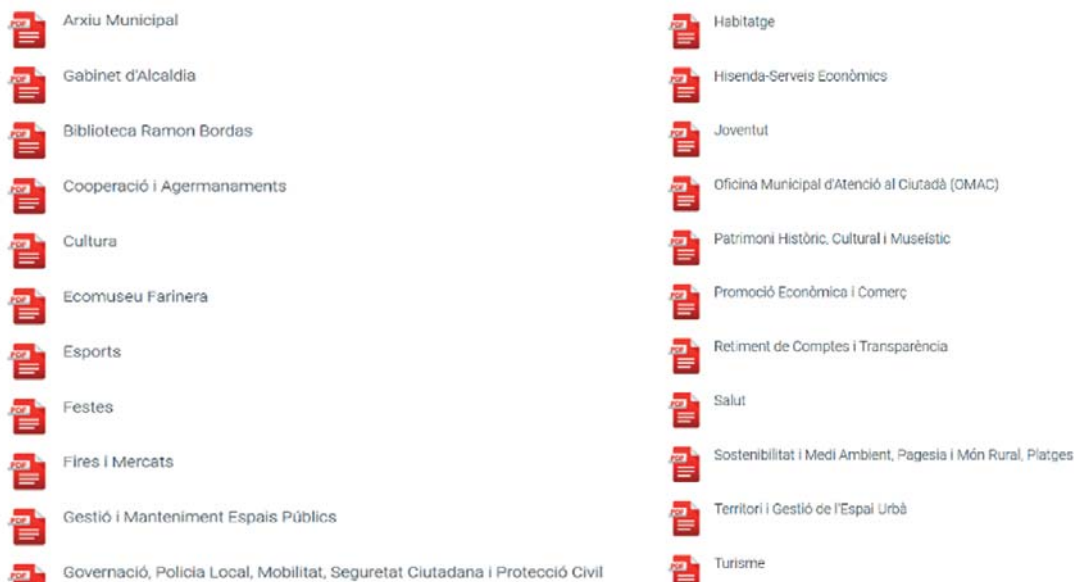 Arxiu Municipal
Gabinet d'Alcaldia
Biblioteca Ramon Bordas
Cooperació i Agermanaments
Cultura
Ecomuseu Farinera
Esports
Festes
Fires i Mercats
Gestió i Manteniment Espais Públics
Governació, Policia Local, Mobilitat, Seguretat Ciutadana i Protecció Civil
Habitatge
Hisenda-Serveis Econòmics
Joventut
Oficina Municipal d'Atenció al Ciutadà (OMAC)
Patrimoni Històric, Cultural i Museístic
Promoció Econòmica i Comerç
Retiment de Comptes i Transparència
Salut
Sostenibilitat i Medi Ambient, Pagesia i Món Rural, Platges
Territori i Gestió de l'Espai Urbà
Turisme